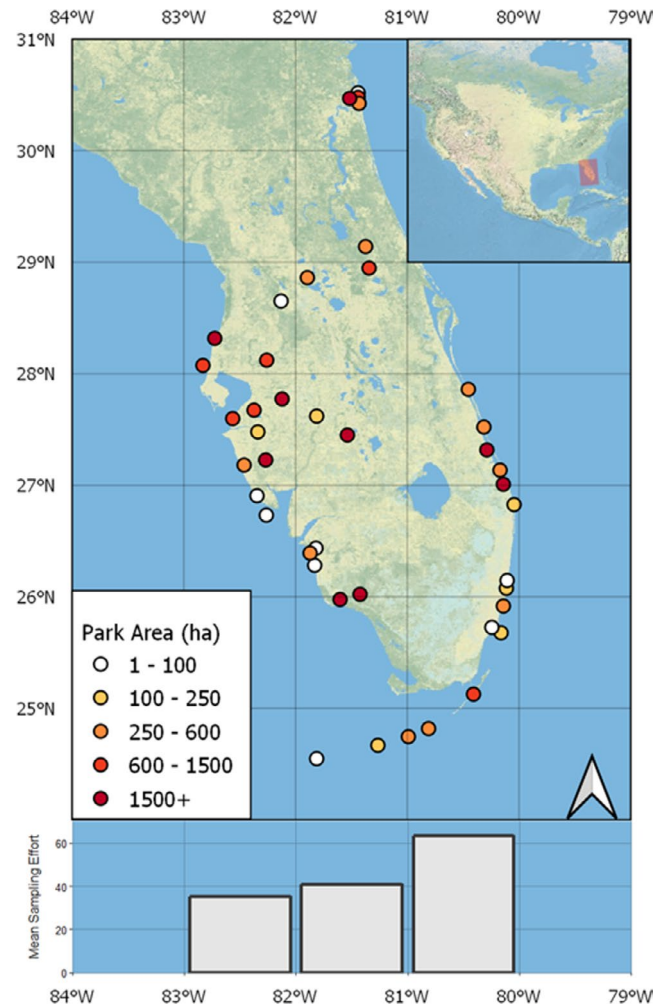 84°W 83°W 82°W 81°W 80°W 79°W
31°N
30°N
29°N
28°N
27°N
26°N
25°N
Park Area (ha)
1 - 100
100 - 250
250 - 600
600 - 1500
1500+
Mean Sampling Effort
60
40
20
0
84°W 83°W 82°W 81°W 80°W 79°W